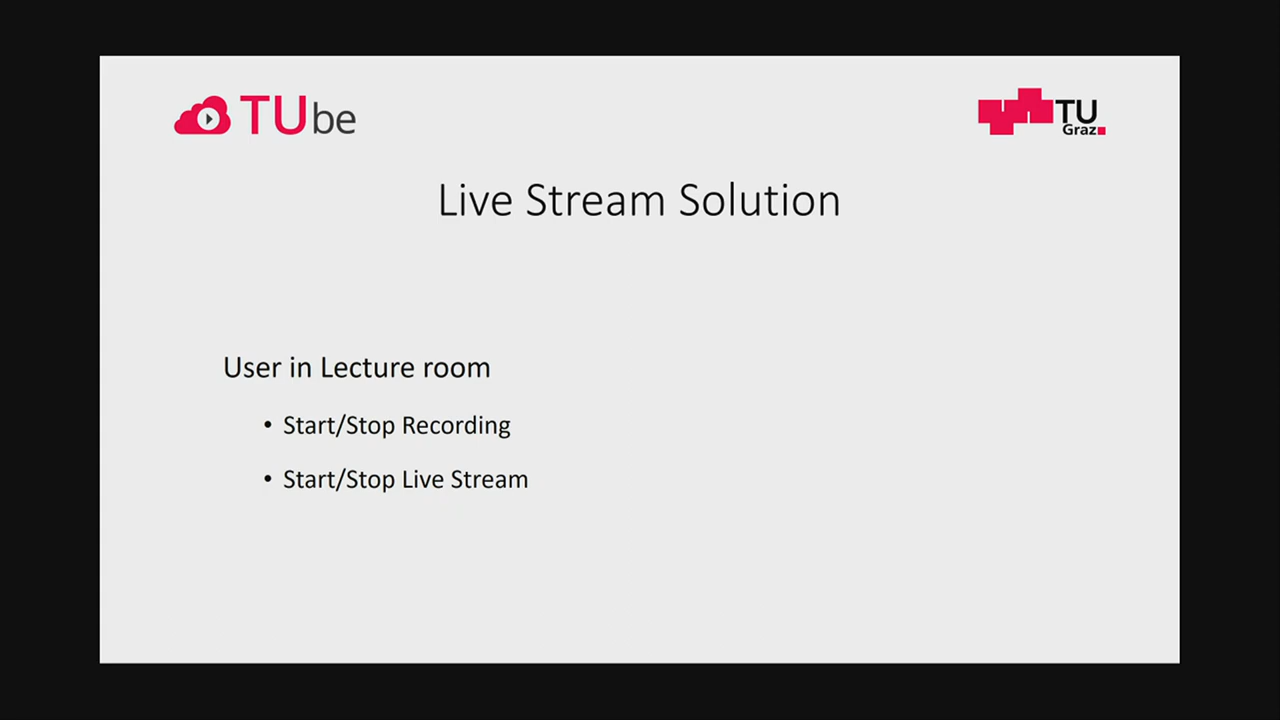 TUbe
TU
Graz
Live Stream Solution
User in Lecture room
• Start/Stop Recording
• Start/Stop Live Stream